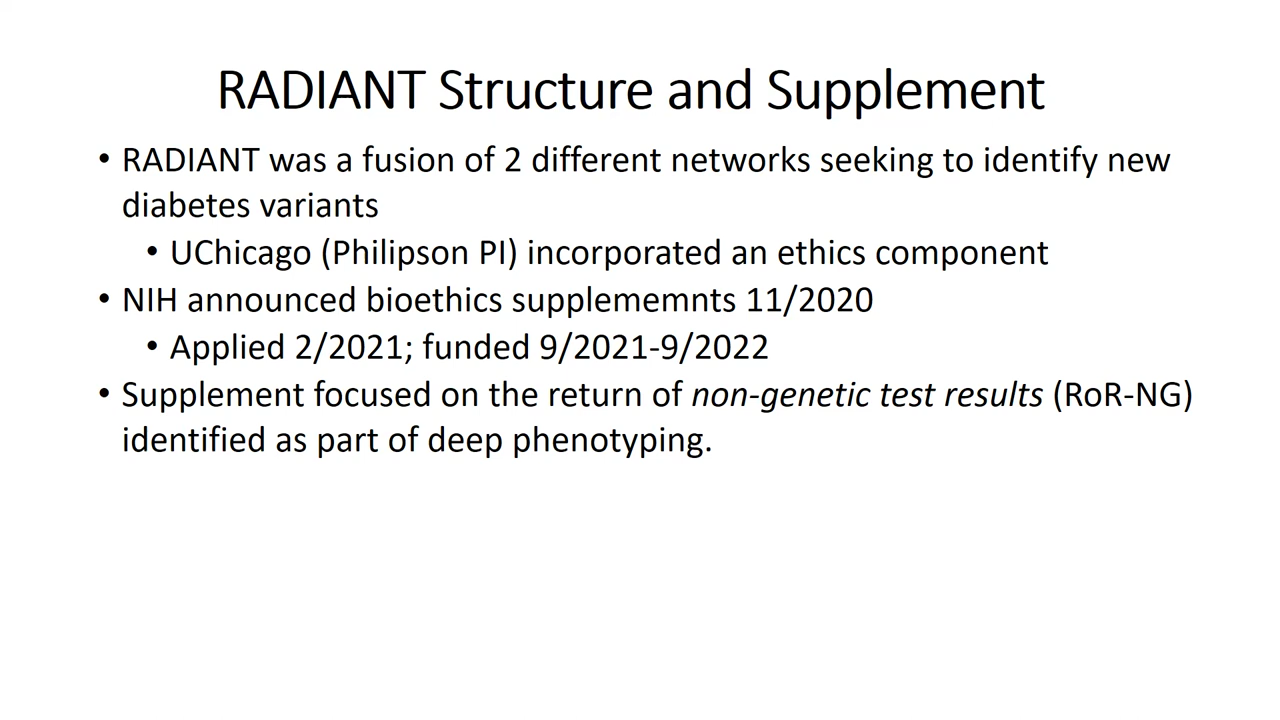 RADIANT Structure and Supplement
• RADIANT was a fusion of 2 different networks seeking to identify new
diabetes variants
• UChicago (Philipson PI) incorporated an ethics component
• NIH announced bioethics supplememnts 11/2020
• Applied 2/2021; funded 9/2021-9/2022
• Supplement focused on the return of non-genetic test results (RoR-NG)
identified as part of deep phenotyping.